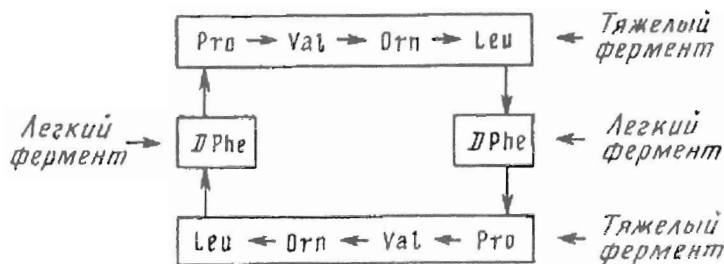 Pro → Val → Orn → Leu
Тяжелый
фермент
Легкий
фермент
DPhe
DPhe
Легкий
фермент
Leu ← Orn ← Val ← Pro
Тяжелый
фермент